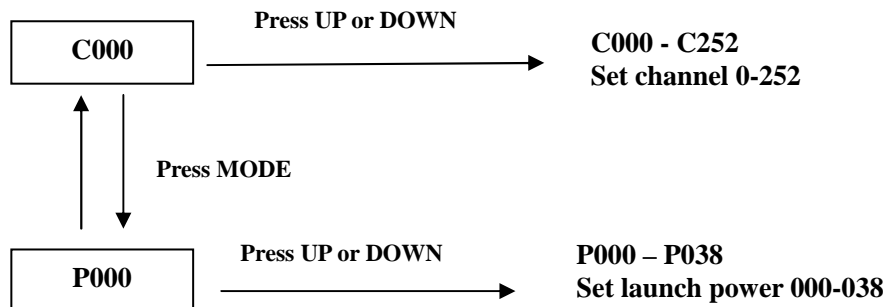 Press UP or DOWN
C000
C000 - C252
Set channel 0-252
Press MODE
Press UP or DOWN
P000
P000 – P038
Set launch power 000-038